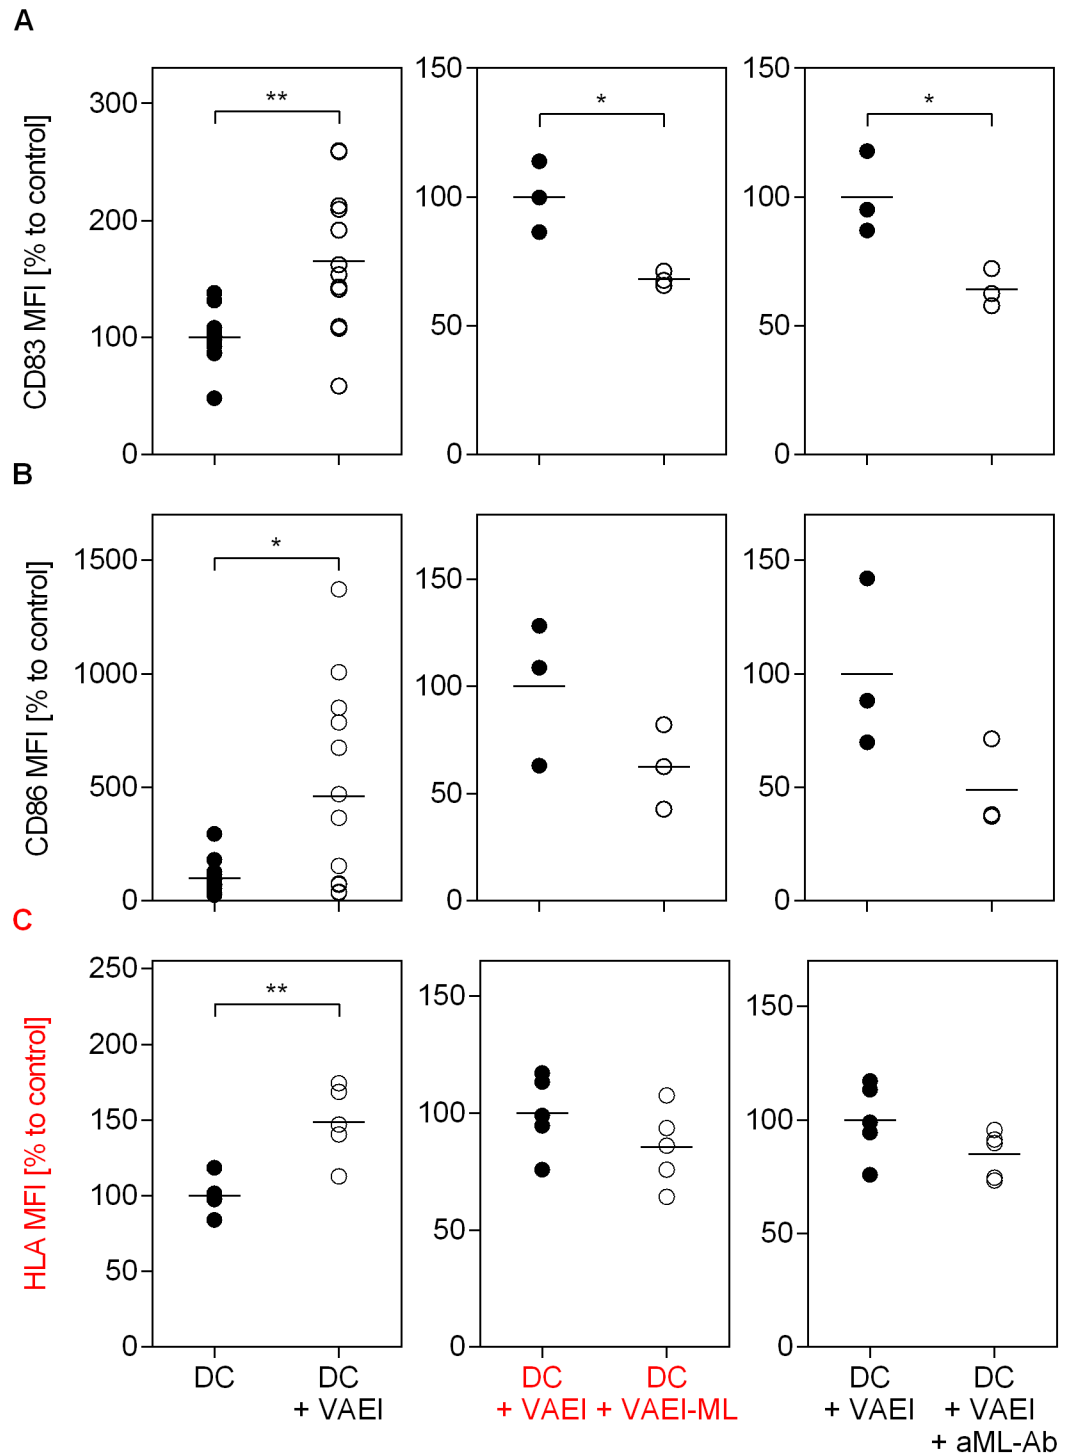 A
CD83 MFI [% to control]
300
200
100
0
**
150
100
50
0
*
150
100
50
0
*
B
CD86 MFI [% to control]
1500
1000
500
0
*
150
100
50
0
150
100
50
0
C
HLA MFI [% to control]
250
200
150
100
50
0
**
150
100
50
0
150
100
50
0
DC
DC
+ VAEI
DC
+ VAEI
DC
+ VAEI-ML
DC
+ VAEI
DC
+ VAEI
+ aML-Ab